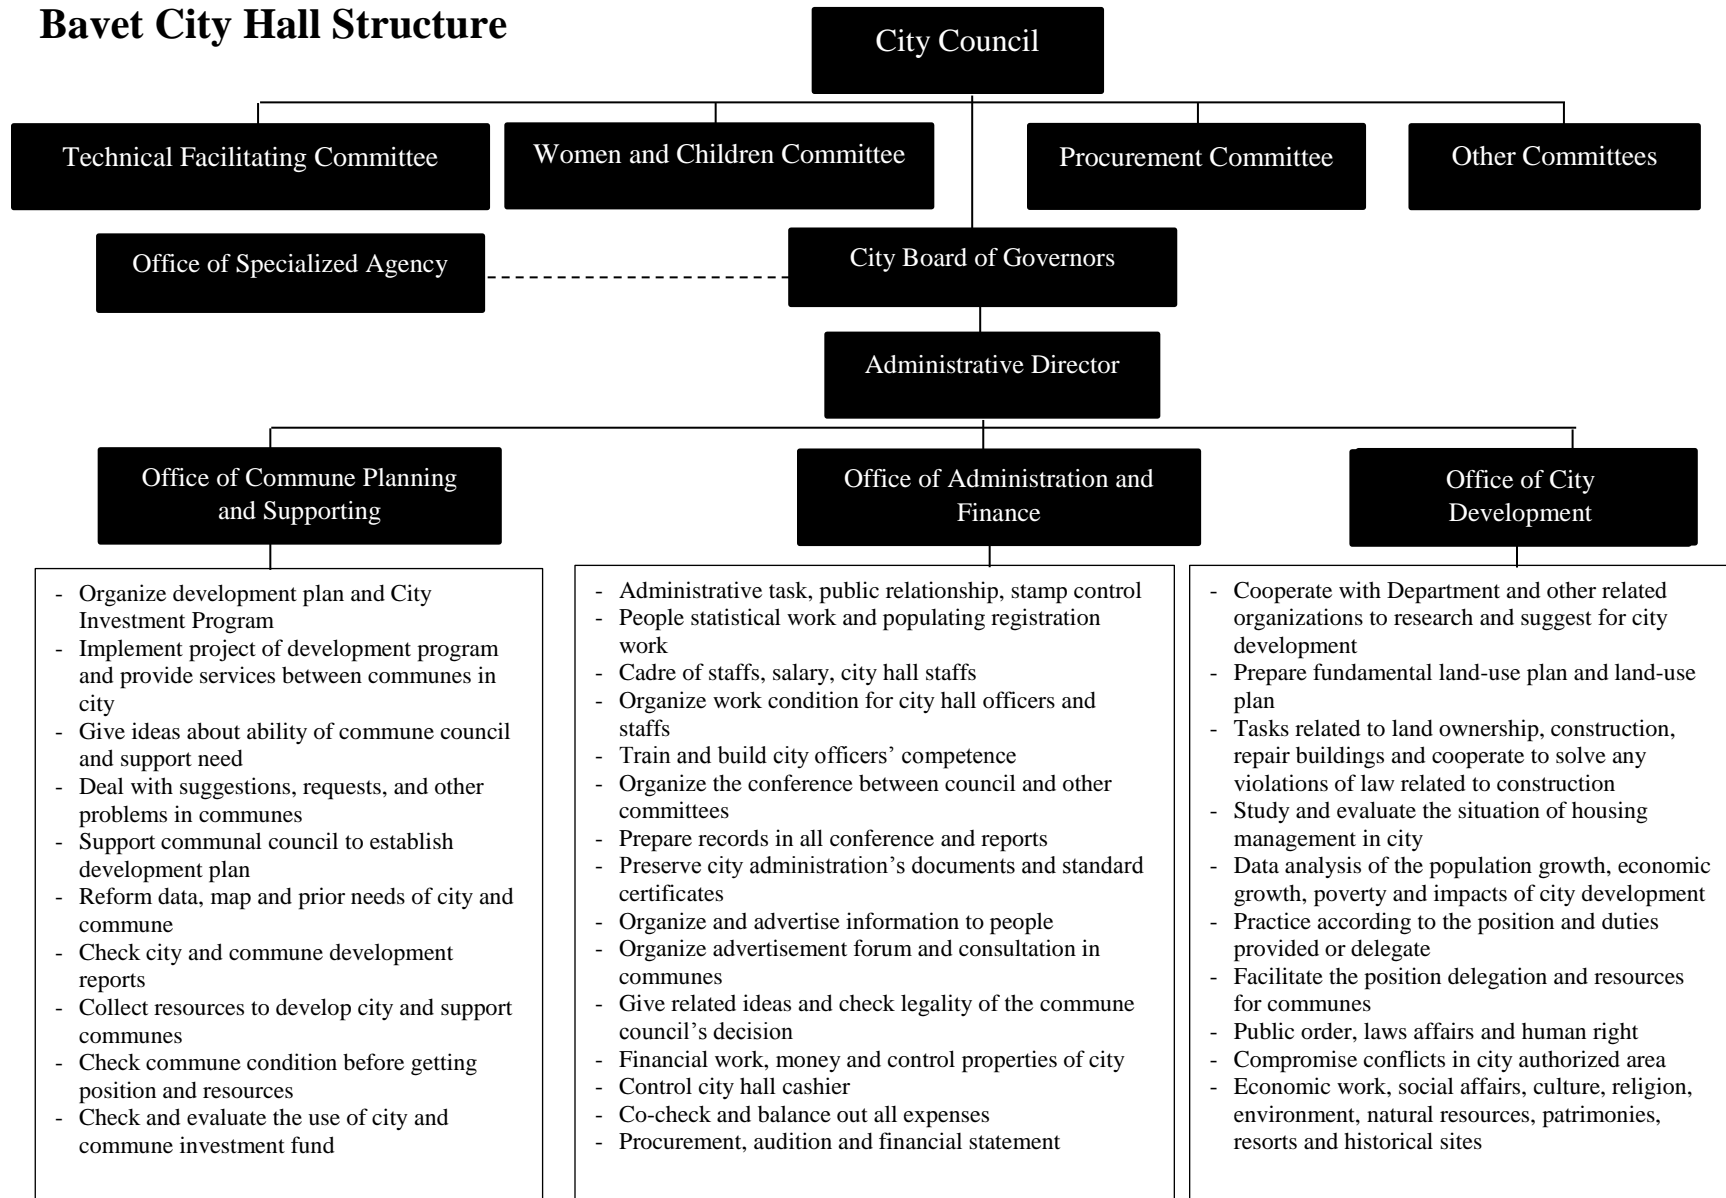 Bavet City Hall Structure
City Council
Technical Facilitating Committee
Women and Children Committee
Procurement Committee
Other Committees
Office of Specialized Agency
City Board of Governors
Administrative Director
Office of Commune Planning
and Supporting
Office of Administration and
Finance
Office of City
Development
- Organize development plan and City
Investment Program
- Implement project of development program
and provide services between communes in
city
- Give ideas about ability of commune council
and support need
- Deal with suggestions, requests, and other
problems in communes
- Support communal council to establish
development plan
- Reform data, map and prior needs of city and
commune
- Check city and commune development
reports
- Collect resources to develop city and support
communes
- Check commune condition before getting
position and resources
- Check and evaluate the use of city and
commune investment fund
- Administrative task, public relationship, stamp control
- People statistical work and populating registration
work
- Cadre of staffs, salary, city hall staffs
- Organize work condition for city hall officers and
staffs
- Train and build city officers’ competence
- Organize the conference between council and other
committees
- Prepare records in all conference and reports
- Preserve city administration’s documents and standard
certificates
- Organize and advertise information to people
- Organize advertisement forum and consultation in
communes
- Give related ideas and check legality of the commune
council’s decision
- Financial work, money and control properties of city
- Control city hall cashier
- Co-check and balance out all expenses
- Procurement, audition and financial statement
- Cooperate with Department and other related
organizations to research and suggest for city
development
- Prepare fundamental land-use plan and land-use
plan
- Tasks related to land ownership, construction,
repair buildings and cooperate to solve any
violations of law related to construction
- Study and evaluate the situation of housing
management in city
- Data analysis of the population growth, economic
growth, poverty and impacts of city development
- Practice according to the position and duties
provided or delegate
- Facilitate the position delegation and resources
for communes
- Public order, laws affairs and human right
- Compromise conflicts in city authorized area
- Economic work, social affairs, culture, religion,
environment, natural resources, patrimonies,
resorts and historical sites